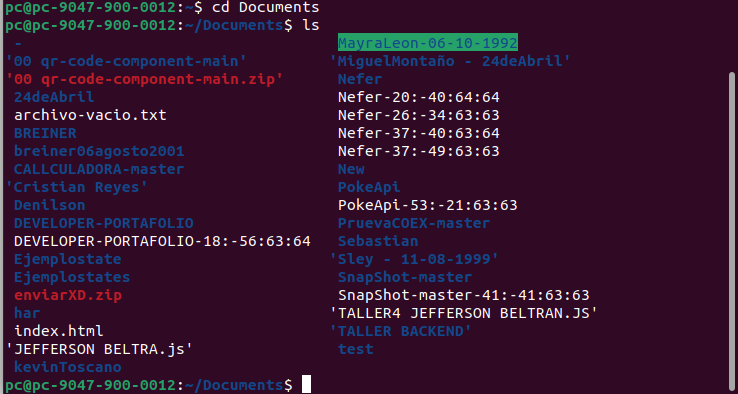 pc@pc-9047-900-0012:~$ cd Documents
pc@pc-9047-900-0012:~/Documents$ ls
 -                                   MayraLeon-06-10-1992
'00 qr-code-component-main'         'MiguelMontaño - 24deAbril'
'00 qr-code-component-main.zip'      Nefer
 24deAbril                           Nefer-20:-40:64:64
 archivo-vacio.txt                   Nefer-26:-34:63:63
 BREINER                             Nefer-37:-40:63:64
 breiner06agosto2001                 Nefer-37:-49:63:63
 CALLCULADORA-master                 New
'Cristian Reyes'                     PokeApi
 Denilson                            PokeApi-53:-21:63:63
 DEVELOPER-PORTAFOLIO                PruevaCOEX-master
 DEVELOPER-PORTAFOLIO-18:-56:63:64   Sebastian
 Ejemplostate                       'Sley - 11-08-1999'
 Ejemplostates                       SnapShot-master
 enviarXD.zip                        SnapShot-master-41:-41:63:63
 har                                'TALLER4 JEFFERSON BELTRAN.JS'
 index.html                         'TALLER BACKEND'
'JEFFERSON BELTRA.js'                test
 kevinToscano
pc@pc-9047-900-0012:~/Documents$